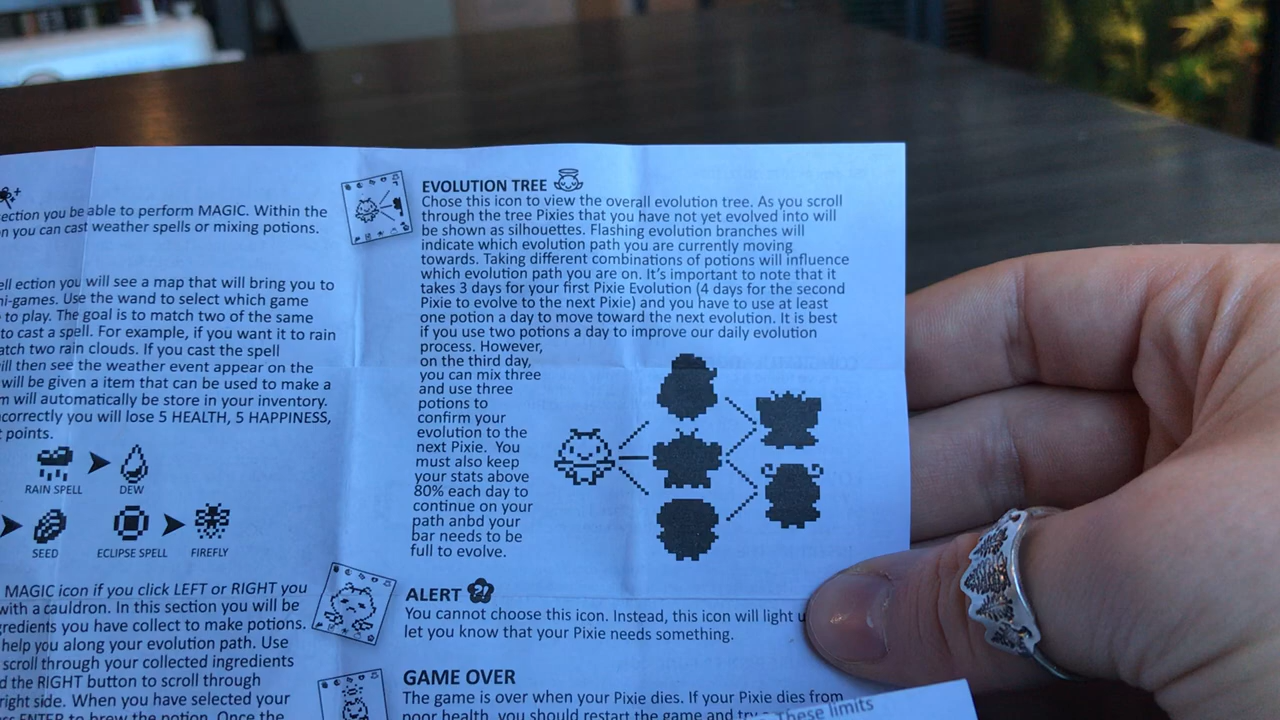 ection you be able to perform MAGIC. Within the
n you can cast weather spells or mixing potions.
ell ection you will see a map that will bring you to
ni-games. Use the wand to select which game
to play. The goal is to match two of the same
to cast a spell. For example, if you want it to rain
atch two rain clouds. If you cast the spell
ill then see the weather event appear on the
will be given a item that can be used to make a
m will automatically be store in your inventory.
ncorrectly you will lose 5 HEALTH, 5 HAPPINESS,
points.
RAIN SPELL DEW
SEED ECLIPSE SPELL FIREFLY
MAGIC icon if you click LEFT or RIGHT you
with a cauldron. In this section you will be
gredients you have collect to make potions.
help you along your evolution path. Use
scroll through your collected ingredients
d the RIGHT button to scroll through
right side. When you have selected your
ss ENTER to brew the potion. Once the
EVOLUTION TREE
Chose this icon to view the overall evolution tree. As you scroll
through the tree Pixies that you have not yet evolved into will
be shown as silhouettes. Flashing evolution branches will
indicate which evolution path you are currently moving
towards. Taking different combinations of potions will influence
which evolution path you are on. It's important to note that it
takes 3 days for your first Pixie Evolution (4 days for the second
Pixie to evolve to the next Pixie) and you have to use at least
one potion a day to move toward the next evolution. It is best
if you use two potions a day to improve our daily evolution
process. However,
on the third day,
you can mix three
and use three
potions to
confirm your
evolution to the
next Pixie. You
must also keep
your stats above
80% each day to
continue on your
path anbd your
bar needs to be
full to evolve.
ALERT
You cannot choose this icon. Instead, this icon will light u
let you know that your Pixie needs something.
GAME OVER
The game is over when your Pixie dies. If your Pixie dies from
poor health, you should restart the game and try
These limits